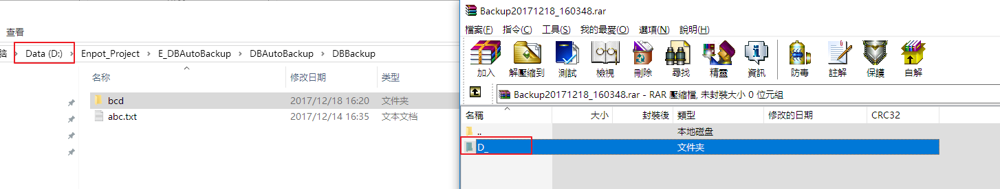 查看
脑 > Data (D:) > Enpot_Project > E_DBAutoBackup > DBAutoBackup > DBBackup
名称 修改日期 类型
bcd 2017/12/18 16:20 文件夹
abc.txt 2017/12/14 16:35 文本文档
Backup20171218_160348.rar
檔案(F) 指令(C) 工具(S) 我的最愛(O) 選項(N) 說明(H)
加入 解壓縮到 測試 檢視 刪除 尋找 精靈 資訊 防毒 註解 保護 自解
Backup20171218_160348.rar - RAR 壓縮檔, 未封裝大小 0 位元組
名稱 大小 封裝後 類型 修改的日期 CRC32
.. 本地磁盘
D_ 文件夹